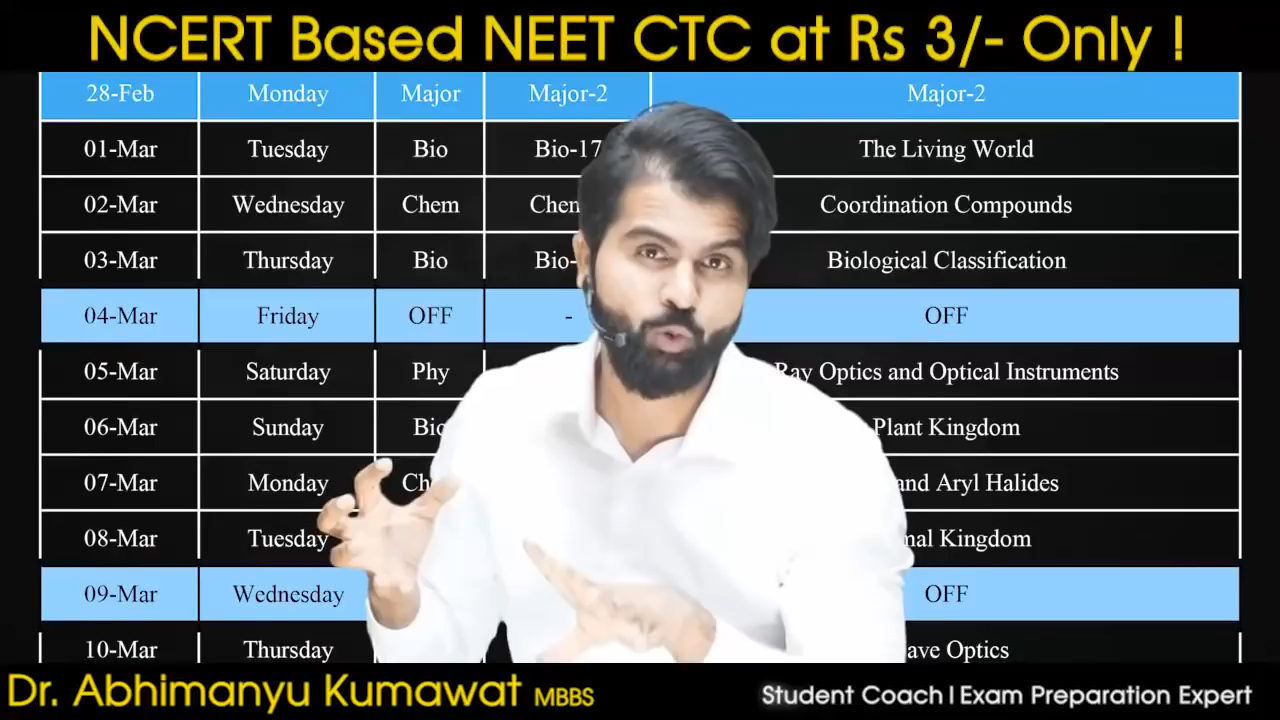 NCERT Based NEET CTC at Rs 3/- Only !
28-Feb Monday Major Major-2 Major-2
01-Mar Tuesday Bio Bio-17 The Living World
02-Mar Wednesday Chem Coordination Compounds
03-Mar Thursday Bio Biological Classification
04-Mar Friday OFF - OFF
05-Mar Saturday Phy Ray Optics and Optical Instruments
06-Mar Sunday Plant Kingdom
07-Mar Monday and Aryl Halides
08-Mar Tuesday Kingdom
09-Mar Wednesday OFF
10-Mar Thursday Optics
Dr. Abhimanyu Kumawat MBBS
Student Coach | Exam Preparation Expert